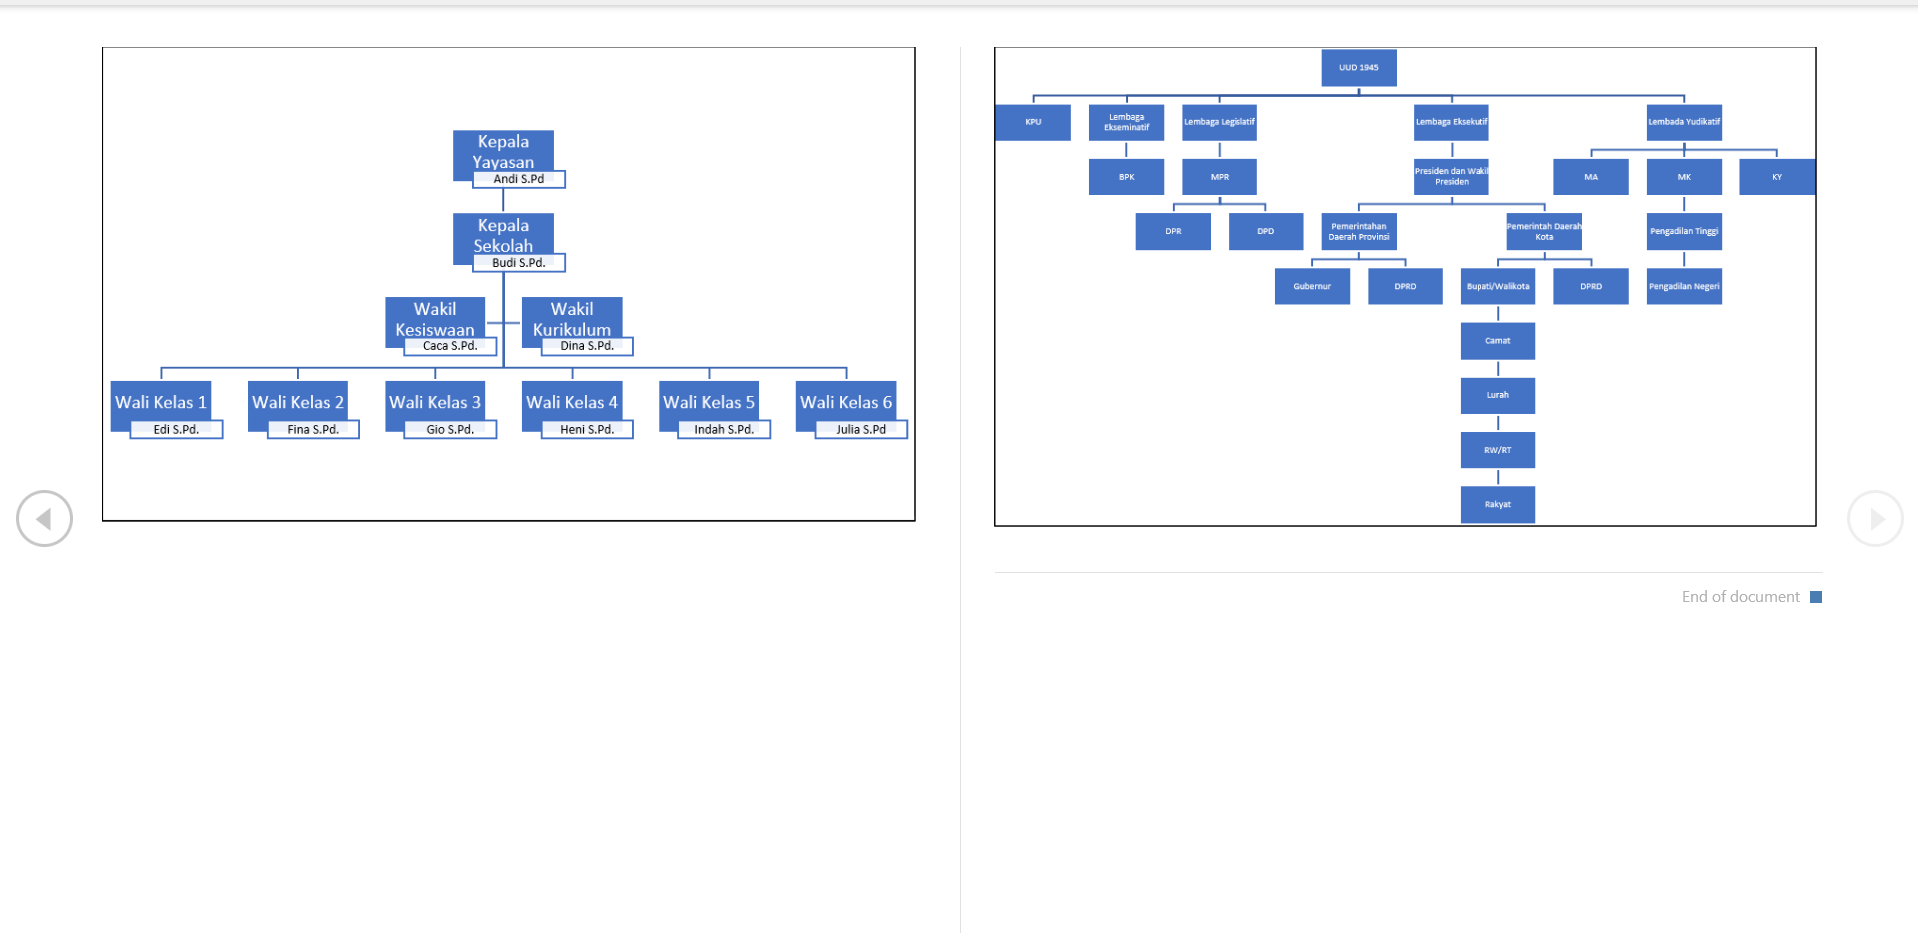 Kepala
Yayasan
Andi S.Pd
Kepala
Sekolah
Budi S.Pd.
Wakil
Kesiswaan
Caca S.Pd.
Wakil
Kurikulum
Dina S.Pd.
Wali Kelas 1
Edi S.Pd.
Wali Kelas 2
Fina S.Pd.
Wali Kelas 3
Gio S.Pd.
Wali Kelas 4
Heni S.Pd.
Wali Kelas 5
Indah S.Pd.
Wali Kelas 6
Julia S.Pd
UUD 1945
KPU
Lembaga
Ekseminatif
Lembaga Legislatif
Lembaga Eksekutif
Lembada Yudikatif
BPK
MPR
Presiden dan Wakil
Presiden
MA
MK
KY
DPR
DPD
Pemerintahan
Daerah Provinsi
Pemerintah Daerah
Kota
Pengadilan Tinggi
Gubernur
DPRD
Bupati/Walikota
DPRD
Pengadilan Negeri
Camat
Lurah
RW/RT
Rakyat
End of document